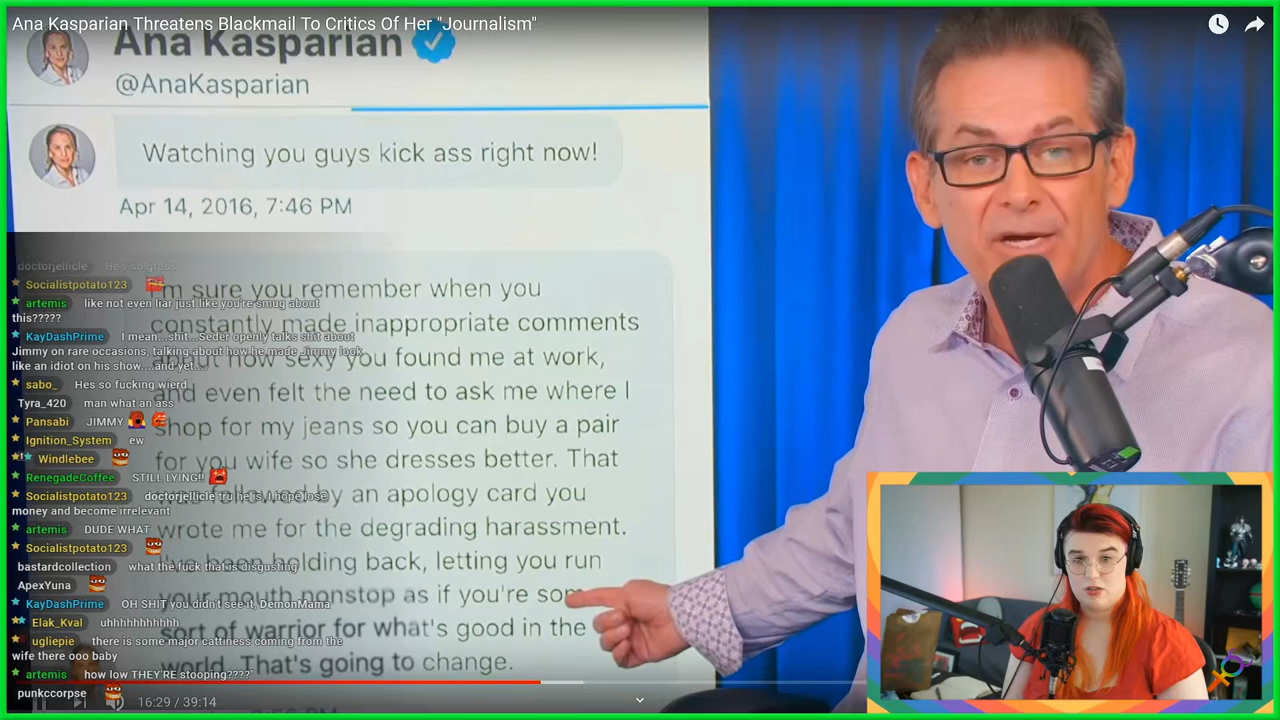 Ana Kasparian Threatens Blackmail To Critics Of Her "Journalism"
Ana Kasparian
@AnaKasparian
Watching you guys kick ass right now!
Apr 14, 2016, 7:46 PM
I'm sure you remember when you
constantly made inappropriate comments
about how sexy you found me at work,
and even felt the need to ask me where I
shop for my jeans so you can buy a pair
for you wife so she dresses better. That
was followed by an apology card you
wrote me for the degrading harassment.
I've been holding back, letting you run
your mouth nonstop as if you're som
sort of warrior for what's good in the
world. That's going to change.
doctorjellicle He's so gross
Socialistpotato123
artemis like not even liar just like you're smug about
this?????
KayDashPrime I mean...shit...Seder openly talks shit about
Jimmy on rare occasions, talking about how he made Jimmy look
like an idiot on his show....and yet....
sabo_ Hes so fucking wierd
Tyra_420 man what an ass
Pansabi JIMMY
Ignition_System ew
Windlebee
RenegadeCoffee STILL LYING!!
Socialistpotato123 doctorjellicle tru he is, I hope lose
money and become irrelevant
artemis DUDE WHAT
Socialistpotato123
bastardcollection what the fuck that is disgusting
ApexYuna
KayDashPrime OH SHIT you didn't see it, DemonMama
Elak_Kval uhhhhhhhhhhh
ugliepie there is some major cattiness coming from the
wife there ooo baby
artemis how low THEY'RE stooping????
punkccorpse
16:29 / 39:14